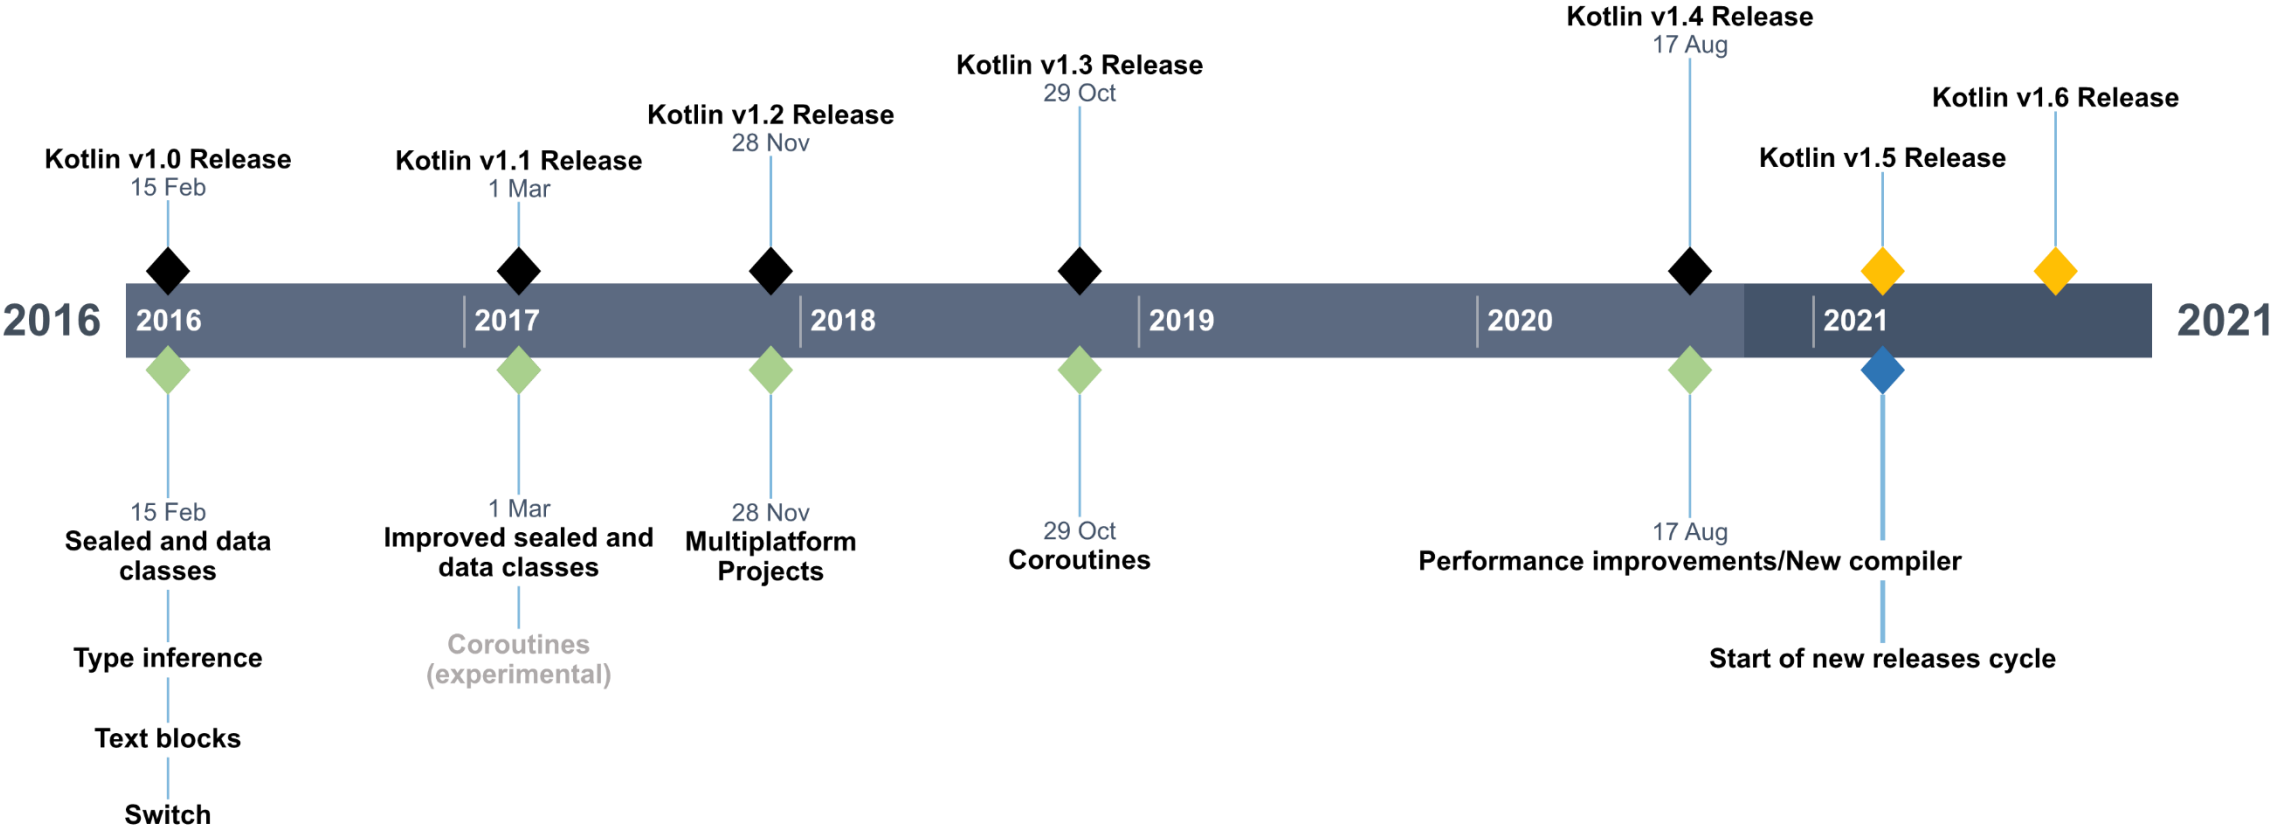 Kotlin v1.0 Release
15 Feb
Kotlin v1.1 Release
1 Mar
Kotlin v1.2 Release
28 Nov
Kotlin v1.3 Release
29 Oct
Kotlin v1.4 Release
17 Aug
Kotlin v1.5 Release
Kotlin v1.6 Release
2016
2016
2017
2018
2019
2020
2021
2021
15 Feb
Sealed and data
classes
Type inference
Text blocks
Switch
1 Mar
Improved sealed and
data classes
Coroutines
(experimental)
28 Nov
Multiplatform
Projects
29 Oct
Coroutines
17 Aug
Performance improvements/New compiler
Start of new releases cycle